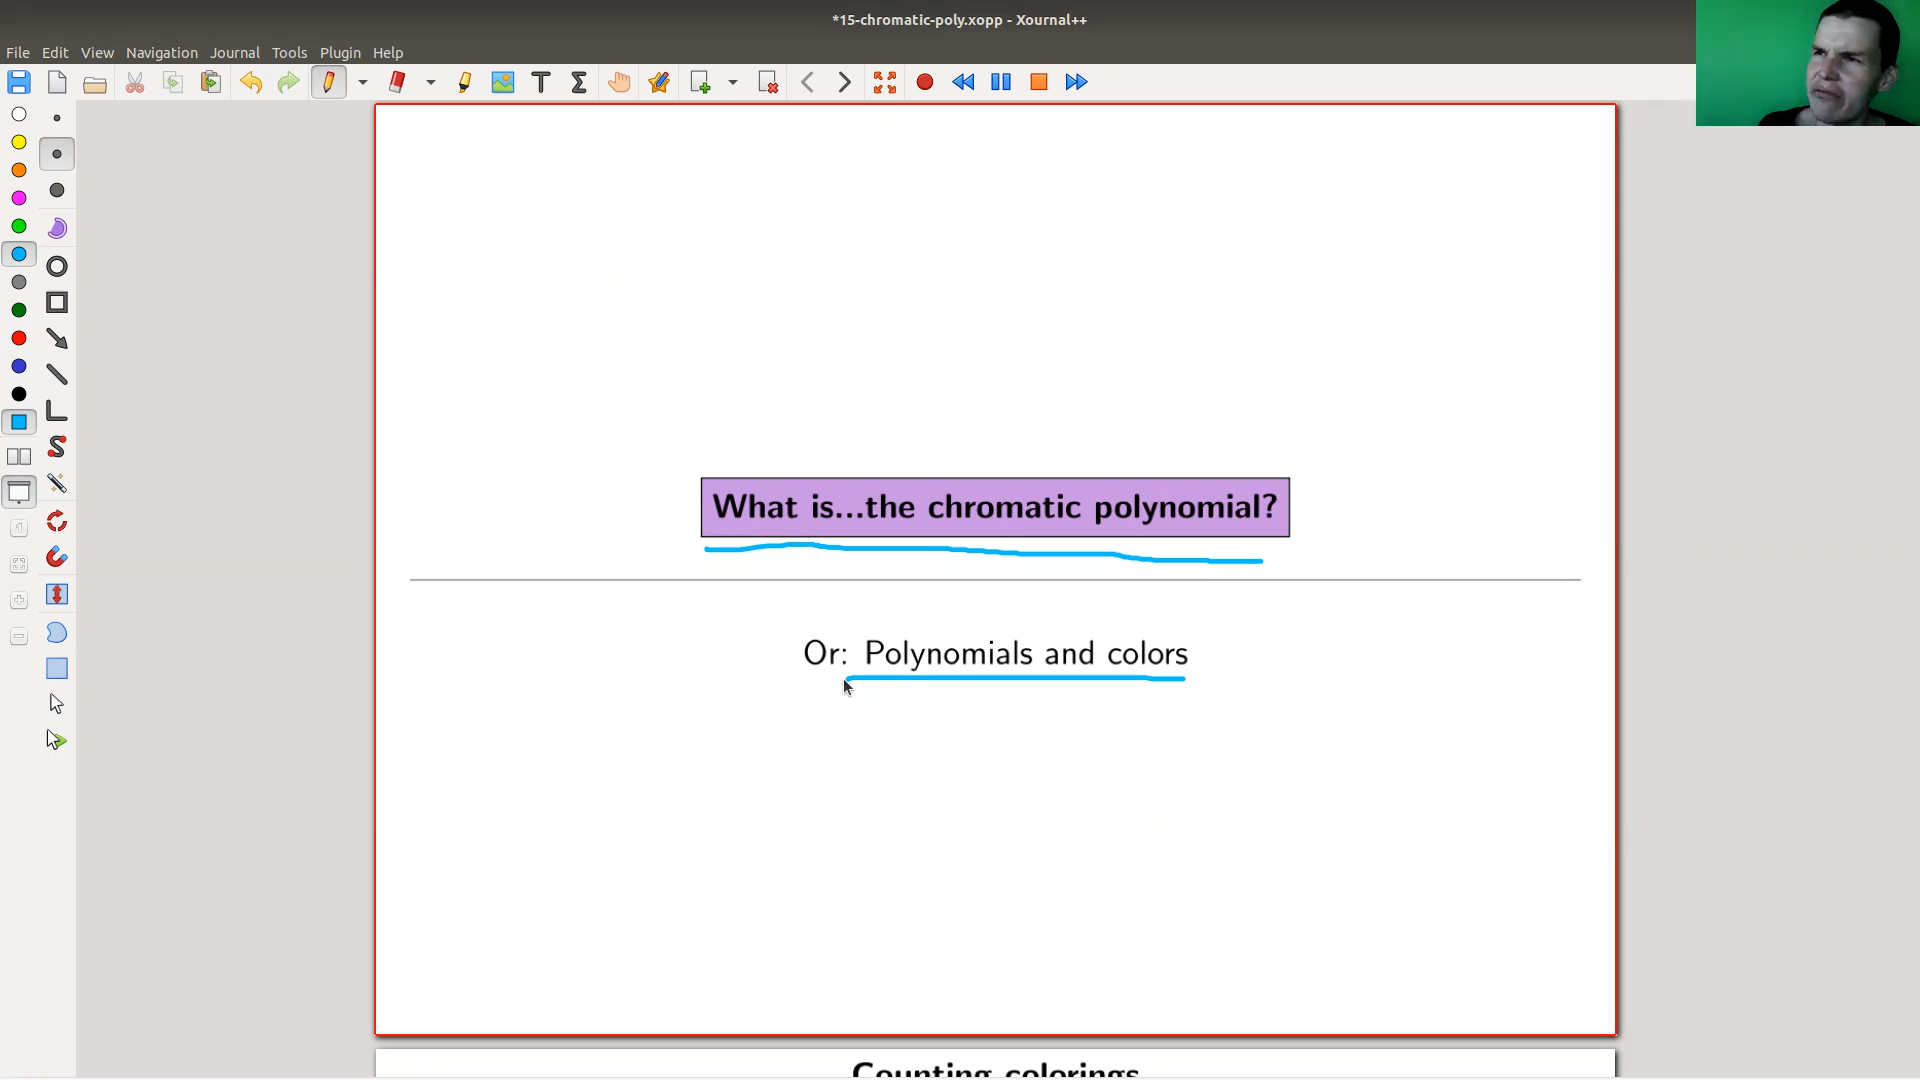 *15-chromatic-poly.xopp - Xournal++
File Edit View Navigation Journal Tools Plugin Help
What is...the chromatic polynomial?
Or: Polynomials and colors
Counting colorings